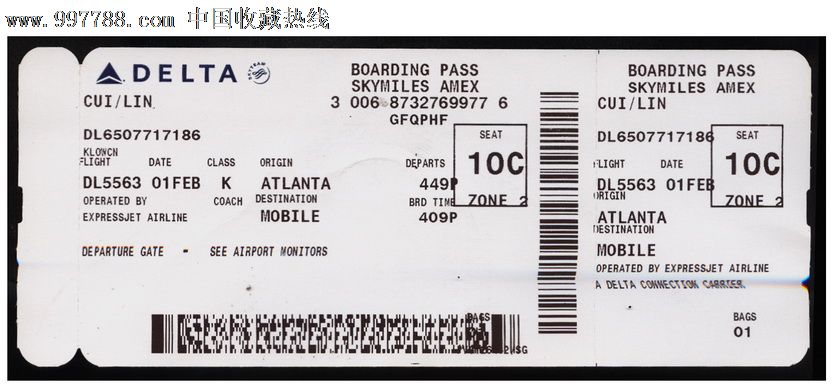 www.997788.com 中国收藏热线
DELTA
SKYTEAM
BOARDING PASS
SKYMILES AMEX
CUI/LIN
3 006 8732769977 6
GFQPHF
DL6507717186
SEAT
10C
ZONE 2
KLOWCN
FLIGHT DATE CLASS ORIGIN DEPARTS
DL5563 01FEB K ATLANTA 449P
OPERATED BY COACH DESTINATION BRD TIME
EXPRESSJET AIRLINE MOBILE 409P
DEPARTURE GATE - SEE AIRPORT MONITORS
BAGS
BOARDING PASS
SKYMILES AMEX
CUI/LIN
DL6507717186
SEAT
10C
ZONE 2
FLIGHT DATE
DL5563 01FEB
ORIGIN
ATLANTA
DESTINATION
MOBILE
OPERATED BY EXPRESSJET AIRLINE
A DELTA CONNECTION CARRIER
BAGS
01